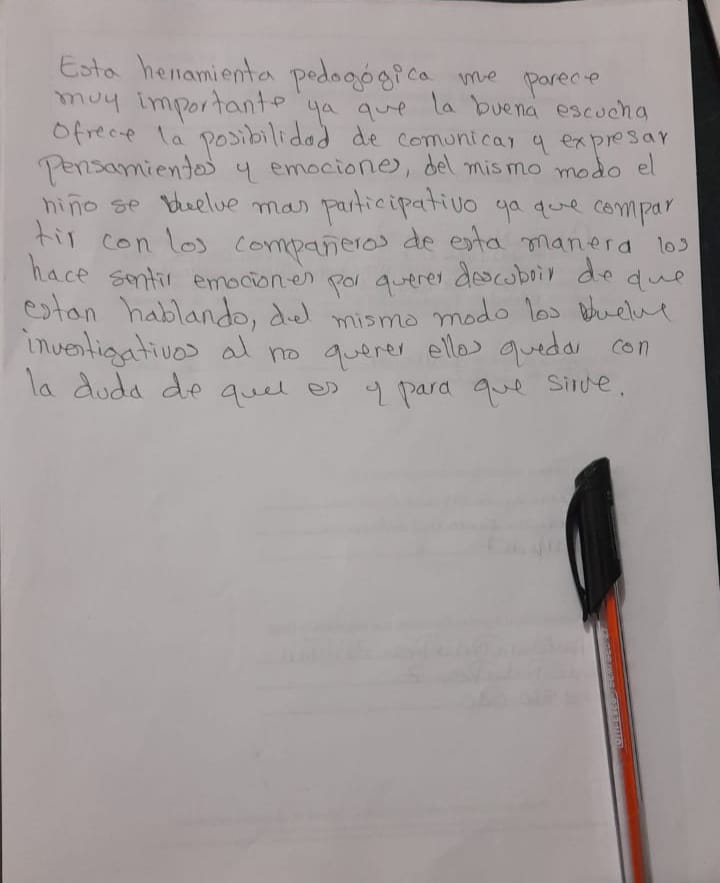 Esta herramienta pedogógica me parece
muy importante ya que la buena escucha
ofrece la posibilidad de comunicar y expresar
Pensamientos y emociones, del mismo modo el
niño se vuelve mas participativo ya que compar
tir con los compañeros de esta manera los
hace sentir emociones por querer descubrir de que
estan hablando, del mismo modo los vuelve
investigativos al no querer ellos quedar con
la duda de que es y para que sirve.